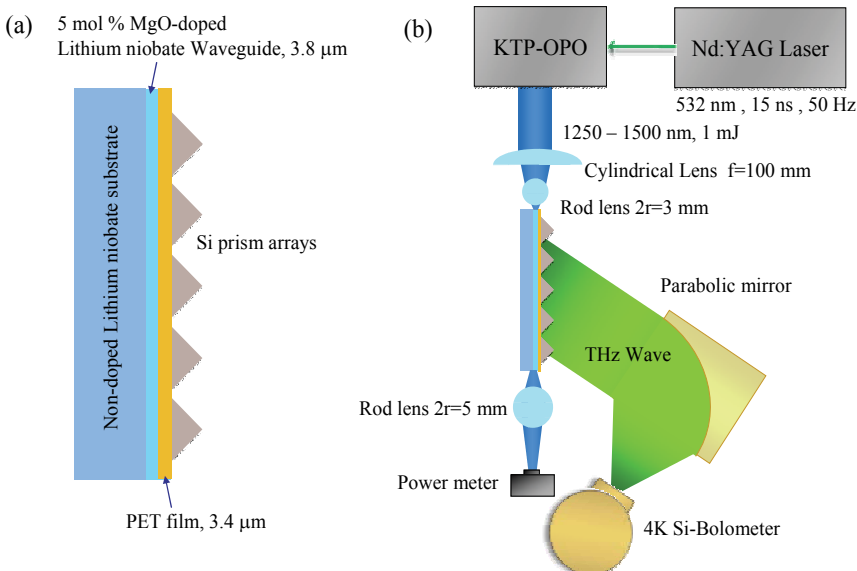 (a)
5 mol % MgO-doped
Lithium niobate Waveguide, 3.8 μm
Non-doped Lithium niobate substrate
Si prism arrays
PET film, 3.4 μm
(b)
KTP-OPO
Nd:YAG Laser
532 nm , 15 ns , 50 Hz
1250 – 1500 nm, 1 mJ
Cylindrical Lens f=100 mm
Rod lens 2r=3 mm
Parabolic mirror
THz Wave
Rod lens 2r=5 mm
Power meter
4K Si-Bolometer